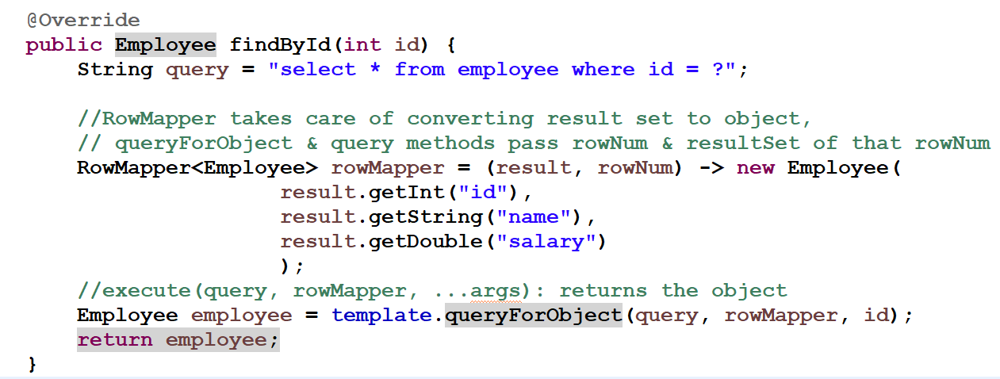 @Override
public Employee findById(int id) {
String query = "select * from employee where id = ?";
//RowMapper takes care of converting result set to object,
// queryForObject & query methods pass rowNum & resultSet of that rowNum
RowMapper<Employee> rowMapper = (result, rowNum) -> new Employee(
result.getInt("id"),
result.getString("name"),
result.getDouble("salary")
);
//execute(query, rowMapper, ...args): returns the object
Employee employee = template.queryForObject(query, rowMapper, id);
return employee;
}